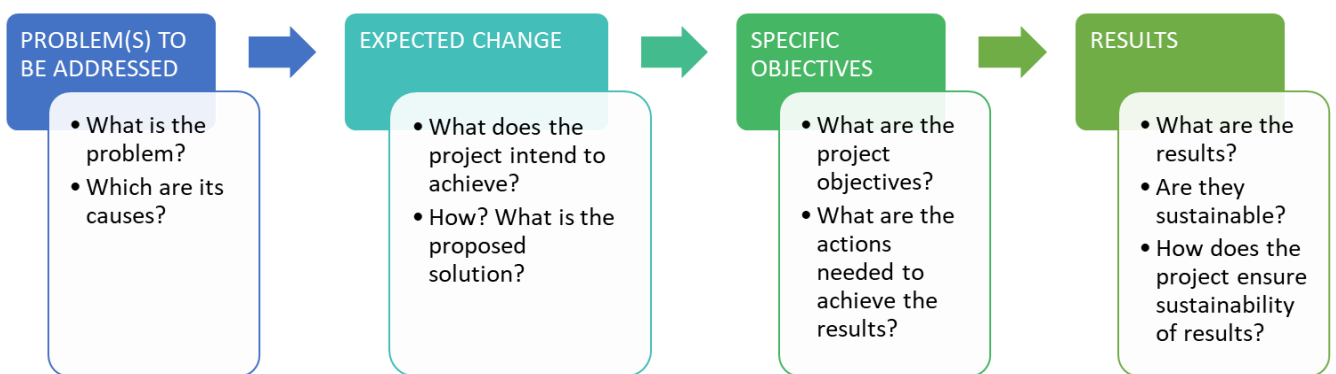 PROBLEM(S) TO
BE ADDRESSED
• What is the
problem?
• Which are its
causes?
EXPECTED CHANGE
• What does the
project intend to
achieve?
• How? What is the
proposed
solution?
SPECIFIC
OBJECTIVES
• What are the
project
objectives?
• What are the
actions
needed to
achieve the
results?
RESULTS
• What are the
results?
• Are they
sustainable?
• How does the
project ensure
sustainability
of results?